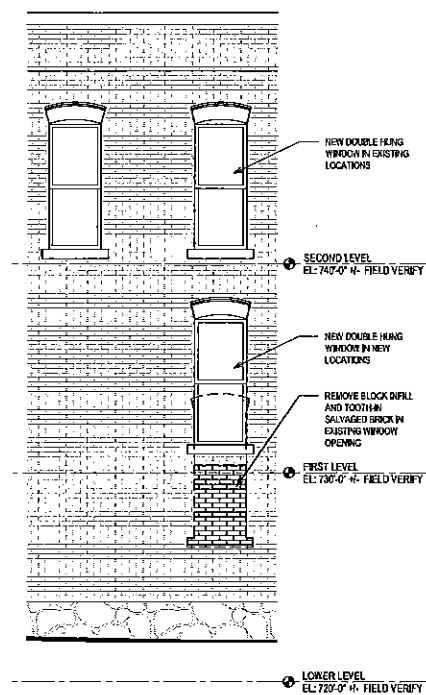 NEW DOUBLE HUNG
WINDOW IN EXISTING
LOCATIONS
SECOND LEVEL
EL: 740'-0" +/- FIELD VERIFY
NEW DOUBLE HUNG
WINDOW IN NEW
LOCATIONS
REMOVE BLOCK INFILL
AND TOOTH-IN
SALVAGED BRICK IN
EXISTING WINDOW
OPENING
FIRST LEVEL
EL: 730'-0" +/- FIELD VERIFY
LOWER LEVEL
EL: 720'-0" +/- FIELD VERIFY